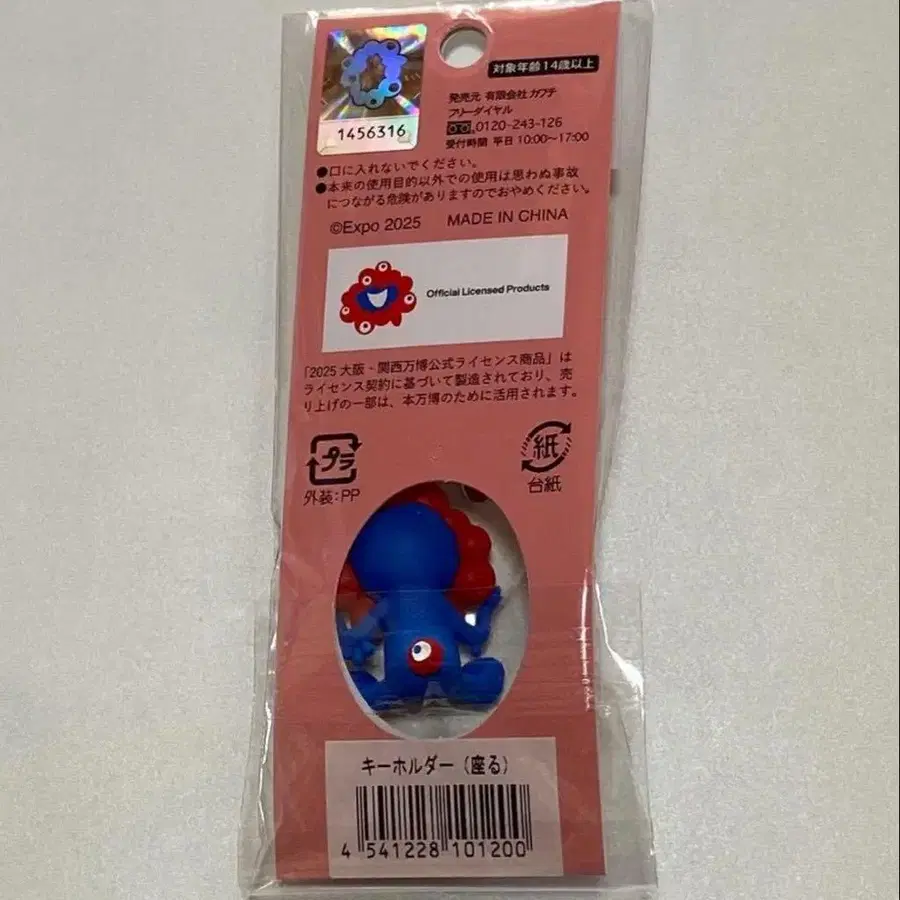 1456316
対象年齢14歳以上
発売元 有限会社 カワチ
フリーダイヤル
0120-243-126
受付時間 平日 10:00〜17:00
●口に入れないでください。
●本来の使用目的以外での使用は思わぬ事故
につながる危険がありますのでおやめください。
©Expo 2025 MADE IN CHINA
Official Licensed Products
「2025 大阪・関西万博公式ライセンス商品」は
ライセンス契約に基づいて製造されており、売
り上げの一部は、本万博のために活用されます。
プラ
外装:PP
紙
台紙
キーホルダー（座る）
4 541228 101200